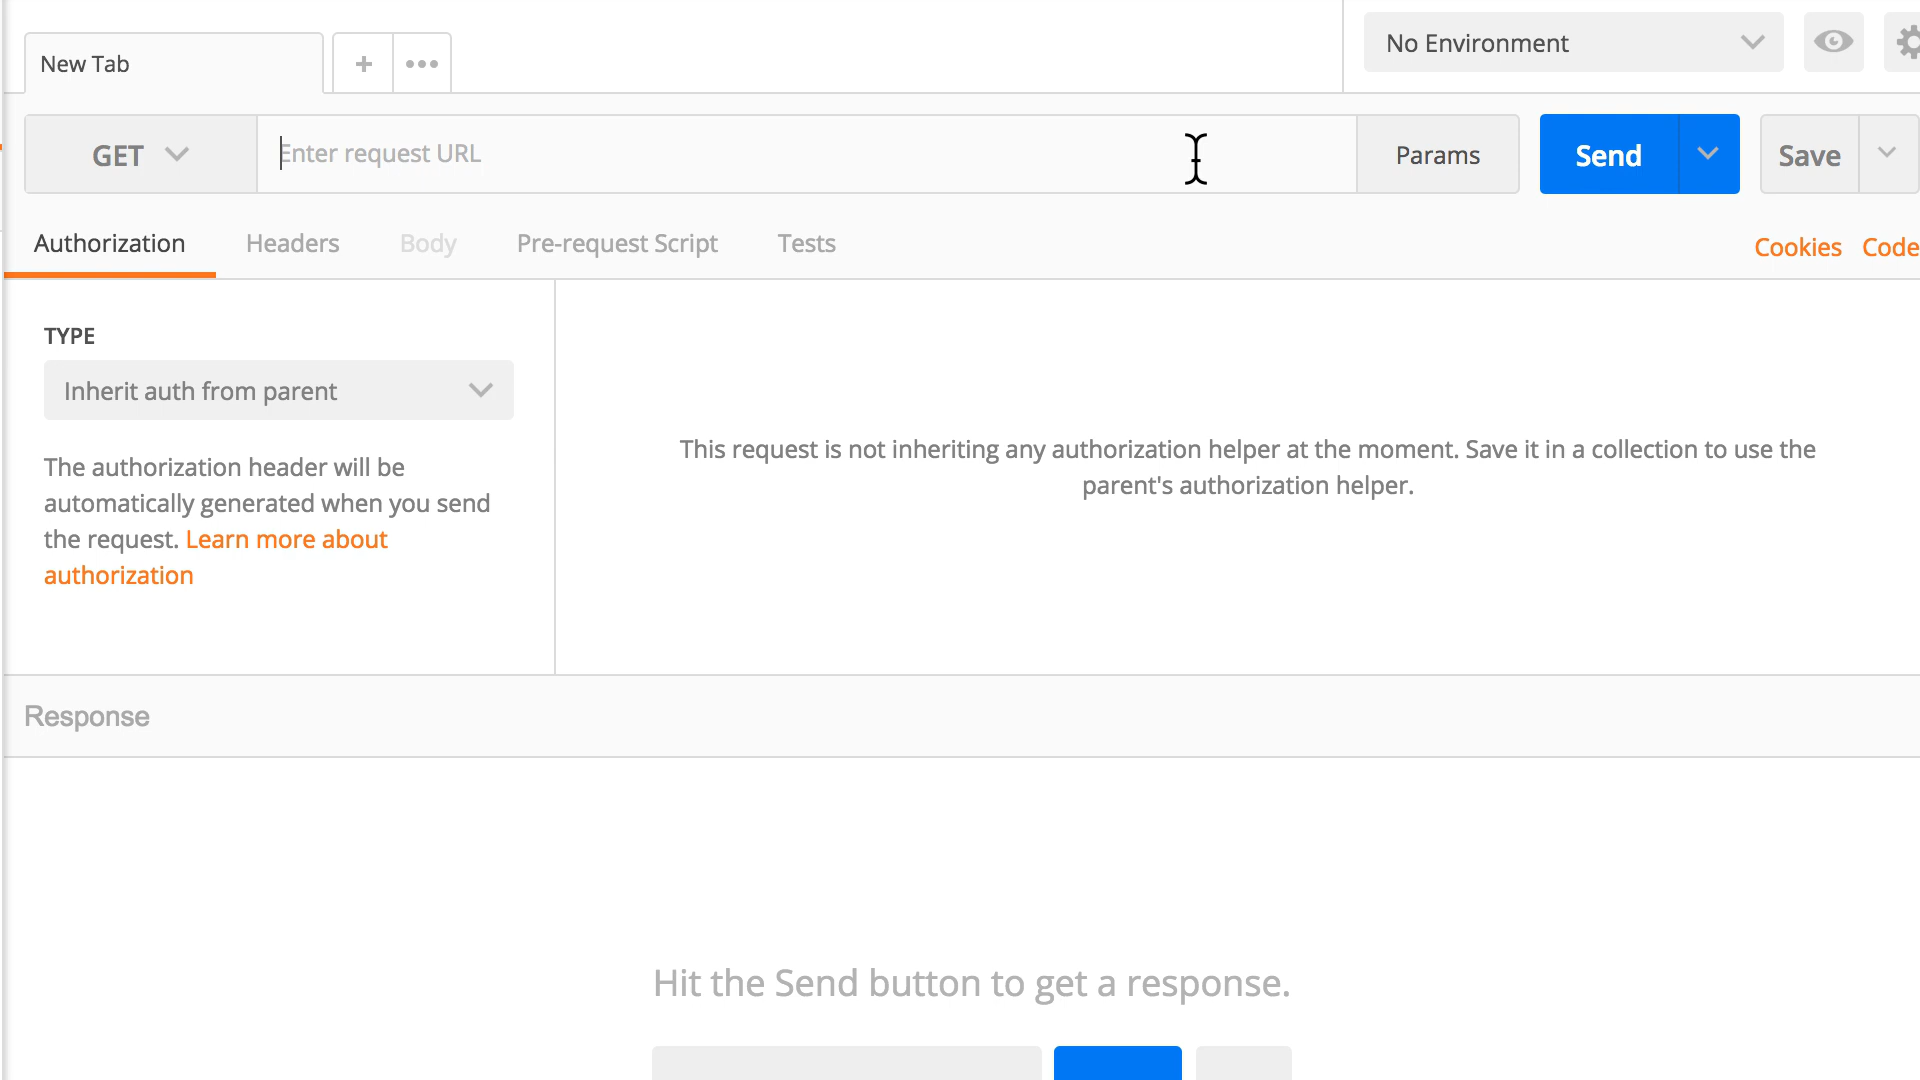 New Tab
No Environment
GET
Enter request URL
Params
Send
Save
Authorization
Headers
Body
Pre-request Script
Tests
Cookies
Code
TYPE
Inherit auth from parent
The authorization header will be
automatically generated when you send
the request. Learn more about
authorization
This request is not inheriting any authorization helper at the moment. Save it in a collection to use the
parent's authorization helper.
Response
Hit the Send button to get a response.